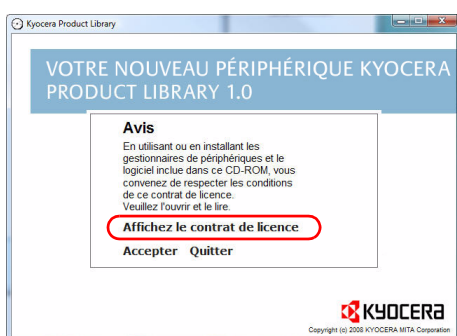 Kyocera Product Library
VOTRE NOUVEAU PÉRIPHÉRIQUE KYOCERA
PRODUCT LIBRARY 1.0
Avis
En utilisant ou en installant les
gestionnaires de périphériques et le
logiciel inclue dans ce CD-ROM, vous
convenez de respecter les conditions
de ce contrat de licence.
Veuillez l'ouvrir et le lire.
Affichez le contrat de licence
Accepter Quitter
KYOCERA
Copyright (c) 2008 KYOCERA MITA Corporation